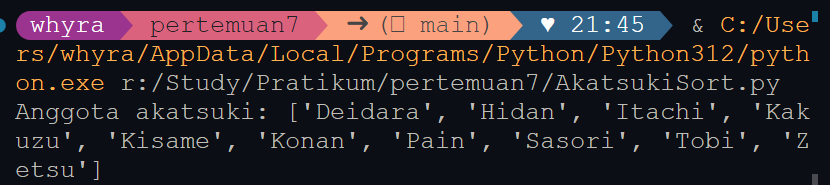 whyra pertemuan7 → (▯ main) ♥ 21:45 & C:/Use
rs/whyra/AppData/Local/Programs/Python/Python312/pyth
on.exe r:/Study/Pratikum/pertemuan7/AkatsukiSort.py
Anggota akatsuki: ['Deidara', 'Hidan', 'Itachi', 'Kak
uzu', 'Kisame', 'Konan', 'Pain', 'Sasori', 'Tobi', 'Z
etsu']